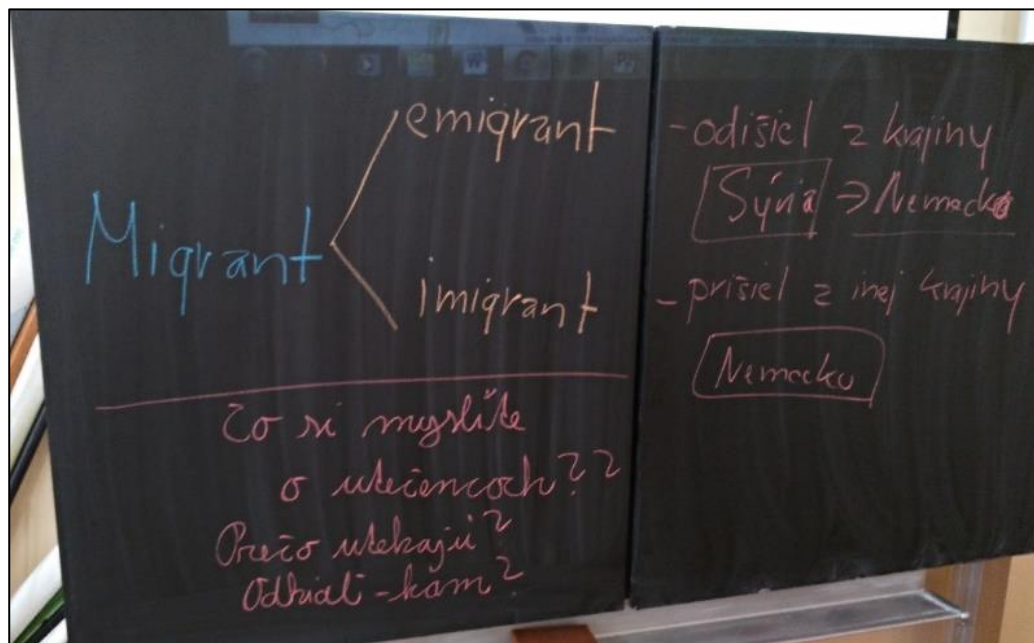 Migrant
emigrant
imigrant
Čo si myslíte
o utečencoch??
Prečo utekajú?
Odkiaľ-kam?
- odišiel z krajiny
Sýria → Nemecko
- prišiel z inej krajiny
Nemecko